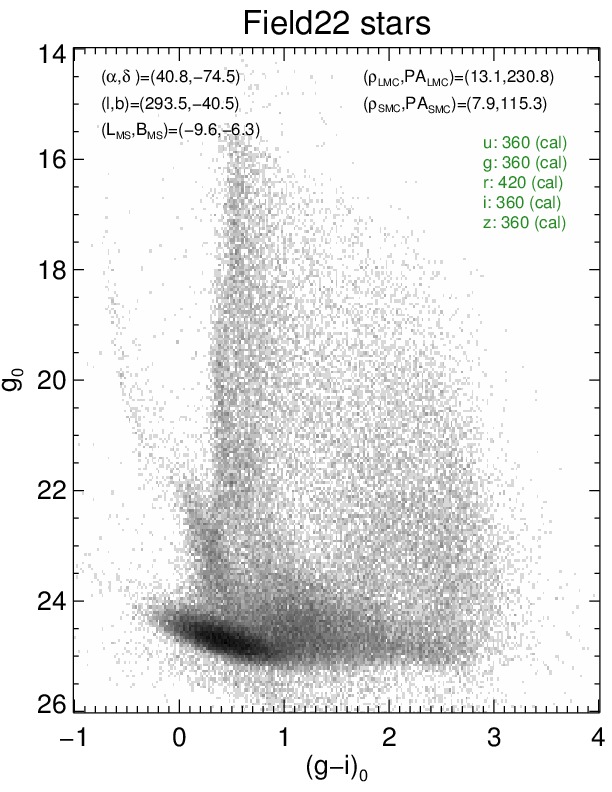 Field22 stars
(α,δ )=(40.8,−74.5)
(l,b)=(293.5,−40.5)
(LMS,BMS)=(−9.6,−6.3)
(ρLMC,PALMC)=(13.1,230.8)
(ρSMC,PASMC)=(7.9,115.3)
u: 360 (cal)
g: 360 (cal)
r: 420 (cal)
i: 360 (cal)
z: 360 (cal)
14
16
18
20
22
24
26
g0
−1 0 1 2 3 4
(g−i)0